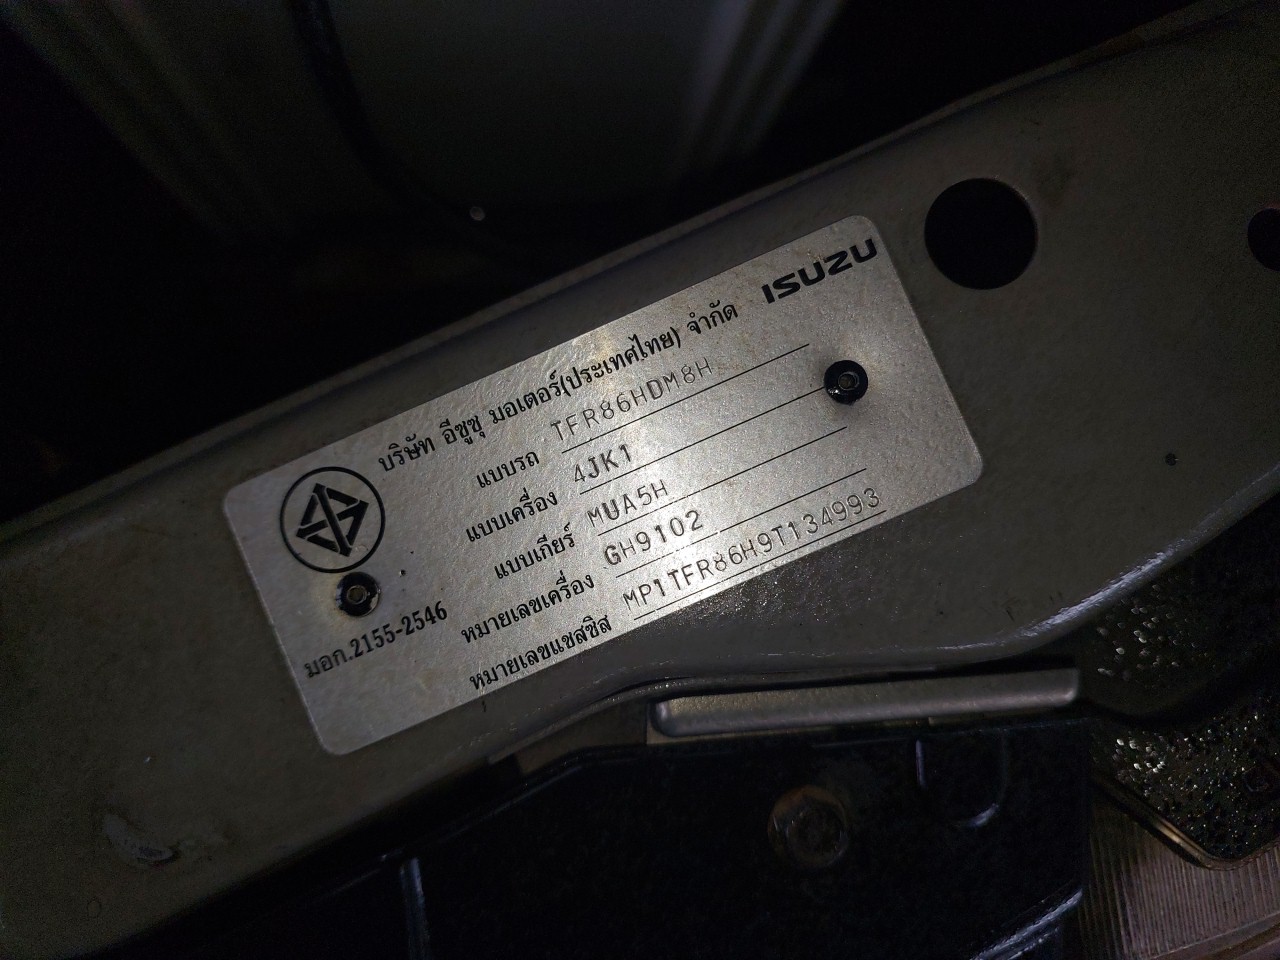 ISUZU
บริษัท อีซูซุ มอเตอร์(ประเทศไทย) จำกัด
แบบรถ TFR86HDM8H
แบบเครื่อง 4JK1
แบบเกียร์ MUA5H
หมายเลขเครื่อง GH9102
หมายเลขแชสซิส MP1TFR86H9T134993
มอก.2155-2546